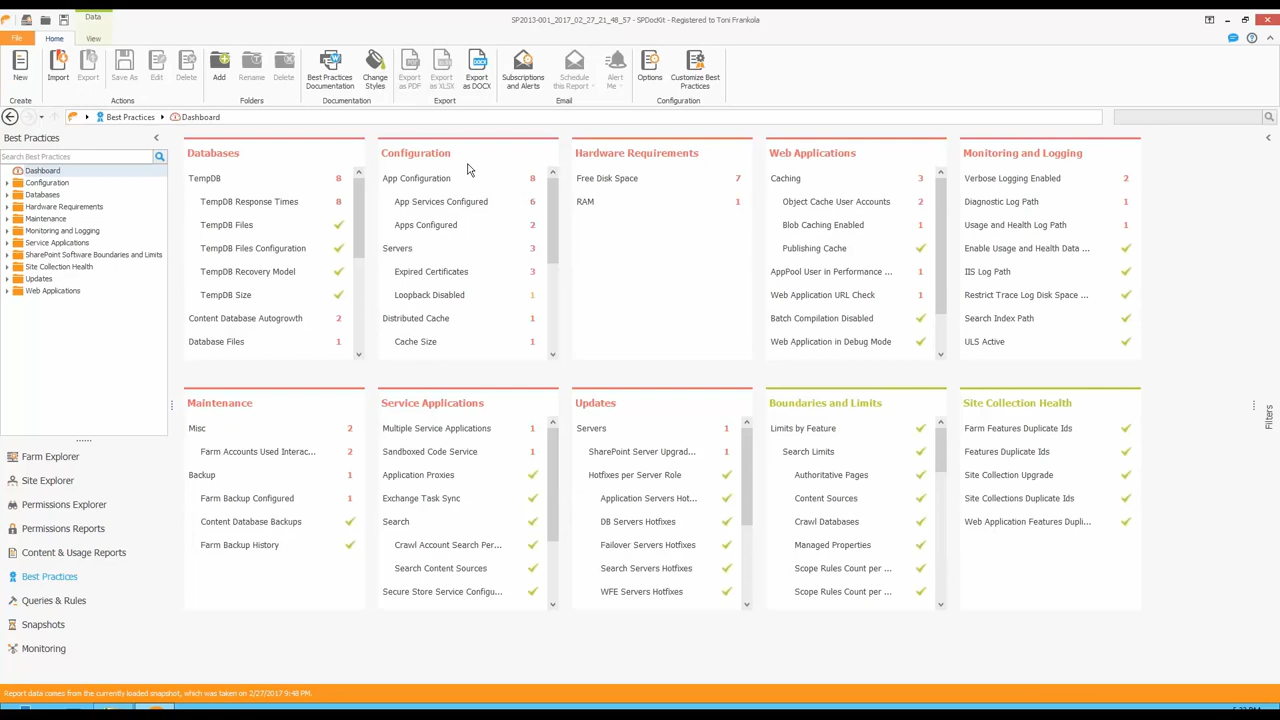 Data
SP2013-001_2017_02_27_21_48_57 - SPDocKit - Registered to Toni Frankola
File
Home
View
New
Import
Export
Save As
Edit
Delete
Add
Rename
Delete
Best Practices Documentation
Change Styles
Export as PDF
Export as XLSX
Export as DOCX
Subscriptions and Alerts
Schedule this Report
Alert Me
Options
Customize Best Practices
Create
Actions
Folders
Documentation
Export
Email
Configuration
Best Practices
Dashboard
Best Practices
Search Best Practices
Dashboard
Configuration
Databases
Hardware Requirements
Maintenance
Monitoring and Logging
Service Applications
SharePoint Software Boundaries and Limits
Site Collection Health
Updates
Web Applications
Farm Explorer
Site Explorer
Permissions Explorer
Permissions Reports
Content & Usage Reports
Best Practices
Queries & Rules
Snapshots
Monitoring
Databases
TempDB 8
TempDB Response Times 8
TempDB Files
TempDB Files Configuration
TempDB Recovery Model
TempDB Size
Content Database Autogrowth 2
Database Files 1
Configuration
App Configuration 8
App Services Configured 6
Apps Configured 2
Servers 3
Expired Certificates 3
Loopback Disabled 1
Distributed Cache 1
Cache Size 1
Hardware Requirements
Free Disk Space 7
RAM 1
Web Applications
Caching 3
Object Cache User Accounts 2
Blob Caching Enabled 1
Publishing Cache
AppPool User in Performance ... 1
Web Application URL Check 1
Batch Compilation Disabled
Web Application in Debug Mode
Monitoring and Logging
Verbose Logging Enabled 2
Diagnostic Log Path 1
Usage and Health Log Path 1
Enable Usage and Health Data ...
IIS Log Path
Restrict Trace Log Disk Space ...
Search Index Path
ULS Active
Maintenance
Misc 2
Farm Accounts Used Interac... 2
Backup 1
Farm Backup Configured 1
Content Database Backups
Farm Backup History
Service Applications
Multiple Service Applications 1
Sandboxed Code Service 1
Application Proxies
Exchange Task Sync
Search
Crawl Account Search Per...
Search Content Sources
Secure Store Service Configu...
Updates
Servers 1
SharePoint Server Upgrad... 1
Hotfixes per Server Role
Application Servers Hot...
DB Servers Hotfixes
Failover Servers Hotfixes
Search Servers Hotfixes
WFE Servers Hotfixes
Boundaries and Limits
Limits by Feature
Search Limits
Authoritative Pages
Content Sources
Crawl Databases
Managed Properties
Scope Rules Count per ...
Scope Rules Count per ...
Site Collection Health
Farm Features Duplicate Ids
Features Duplicate Ids
Site Collection Upgrade
Site Collections Duplicate Ids
Web Application Features Dupli...
Filters
Report data comes from the currently loaded snapshot, which was taken on 2/27/2017 9:48 PM.